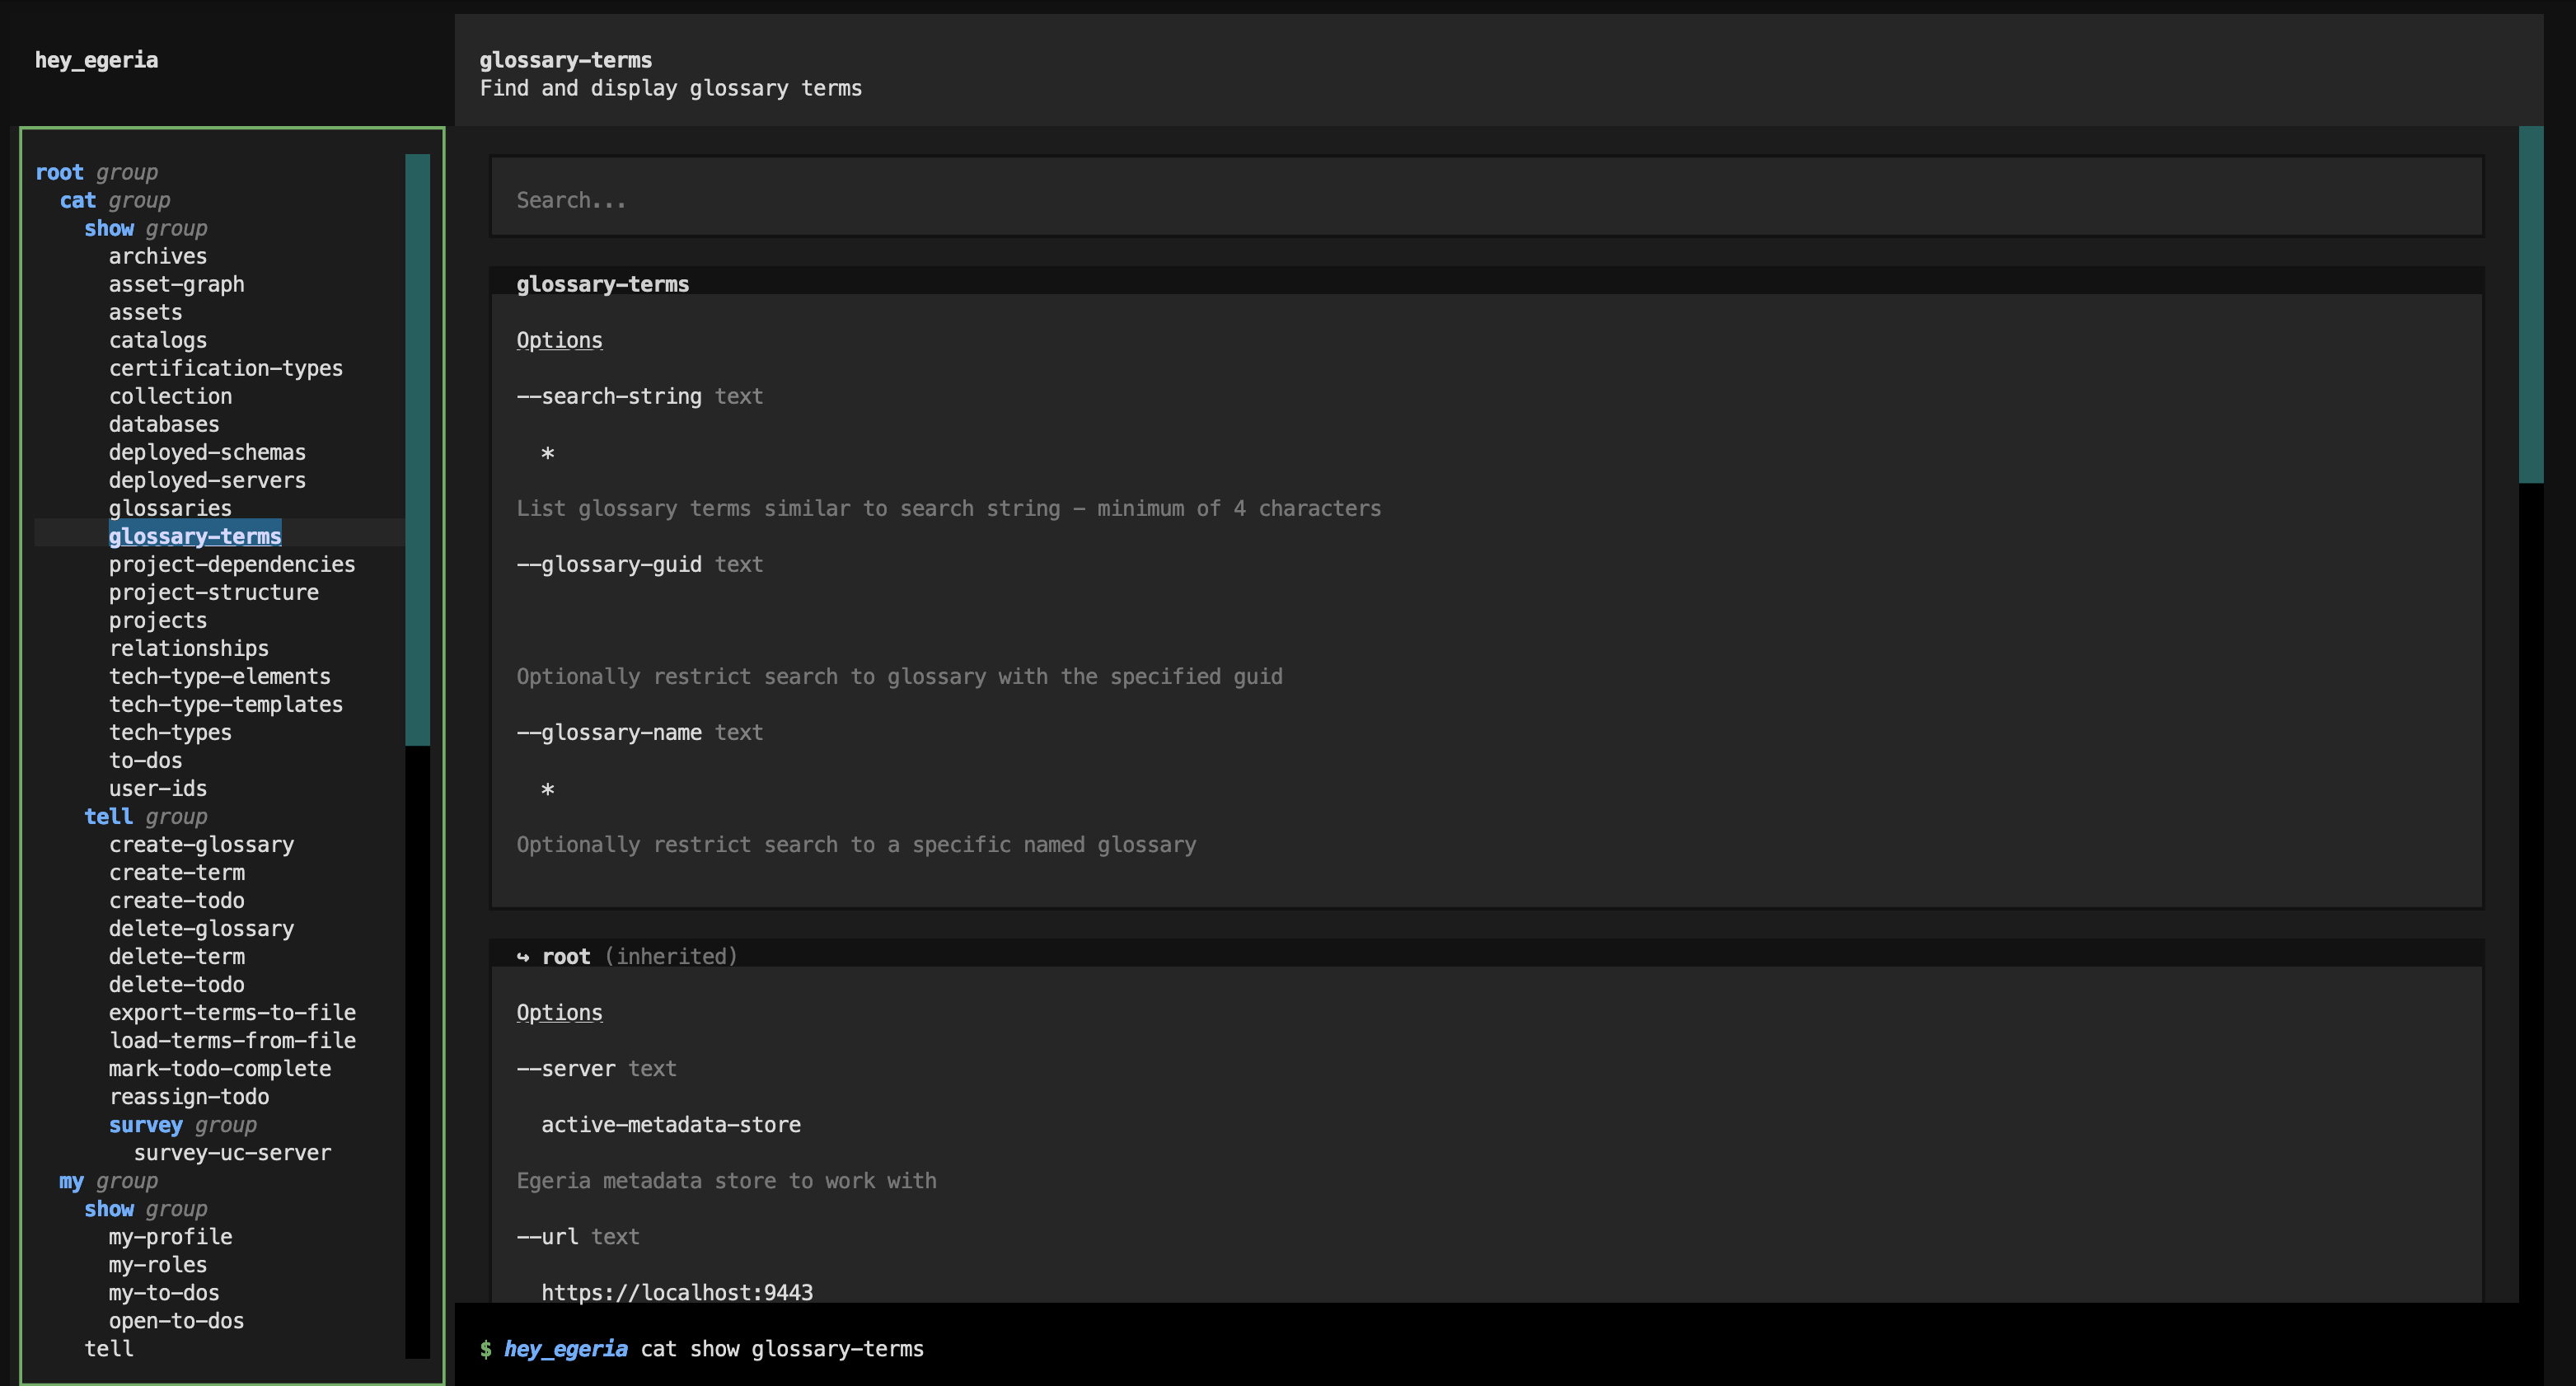 hey_egeria
root group
cat group
show group
archives
asset-graph
assets
catalogs
certification-types
collection
databases
deployed-schemas
deployed-servers
glossaries
glossary-terms
project-dependencies
project-structure
projects
relationships
tech-type-elements
tech-type-templates
tech-types
to-dos
user-ids
tell group
create-glossary
create-term
create-todo
delete-glossary
delete-term
delete-todo
export-terms-to-file
load-terms-from-file
mark-todo-complete
reassign-todo
survey group
survey-uc-server
my group
show group
my-profile
my-roles
my-to-dos
open-to-dos
tell
glossary-terms
Find and display glossary terms
Search...
glossary-terms
Options
--search-string text
*
List glossary terms similar to search string - minimum of 4 characters
--glossary-guid text
Optionally restrict search to glossary with the specified guid
--glossary-name text
*
Optionally restrict search to a specific named glossary
↪ root (inherited)
Options
--server text
active-metadata-store
Egeria metadata store to work with
--url text
https://localhost:9443
$ hey_egeria cat show glossary-terms